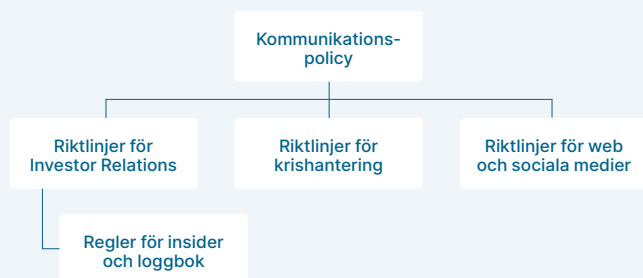 Kommunikations-
policy
Riktlinjer för
Investor Relations
Riktlinjer för
krishantering
Riktlinjer för web
och sociala medier
Regler för insider
och loggbok